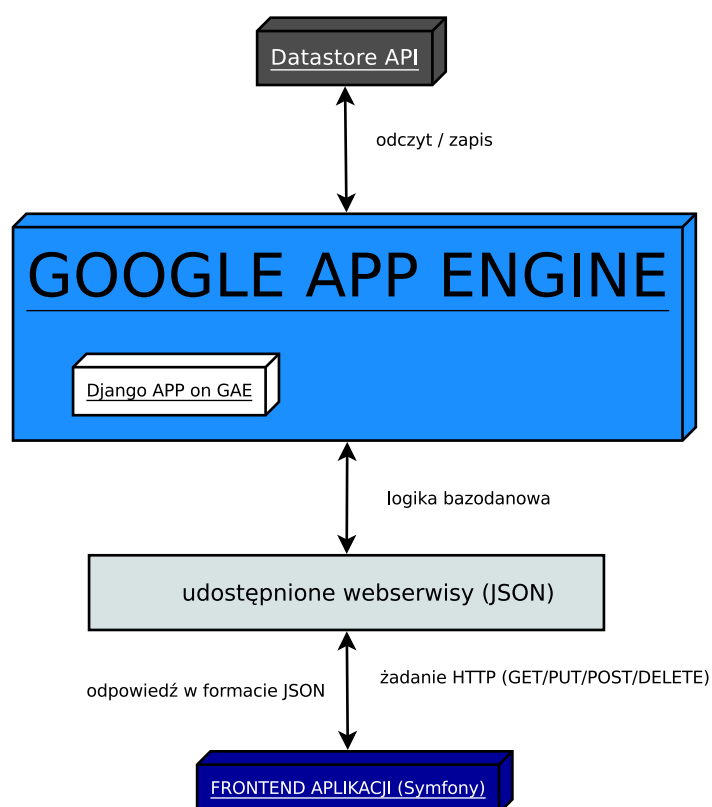 Datastore API
odczyt / zapis
GOOGLE APP ENGINE
Django APP on GAE
logika bazodanowa
udostępnione webserwisy (JSON)
odpowiedź w formacie JSON
żadanie HTTP (GET/PUT/POST/DELETE)
FRONTEND APLIKACJI (Symfony)